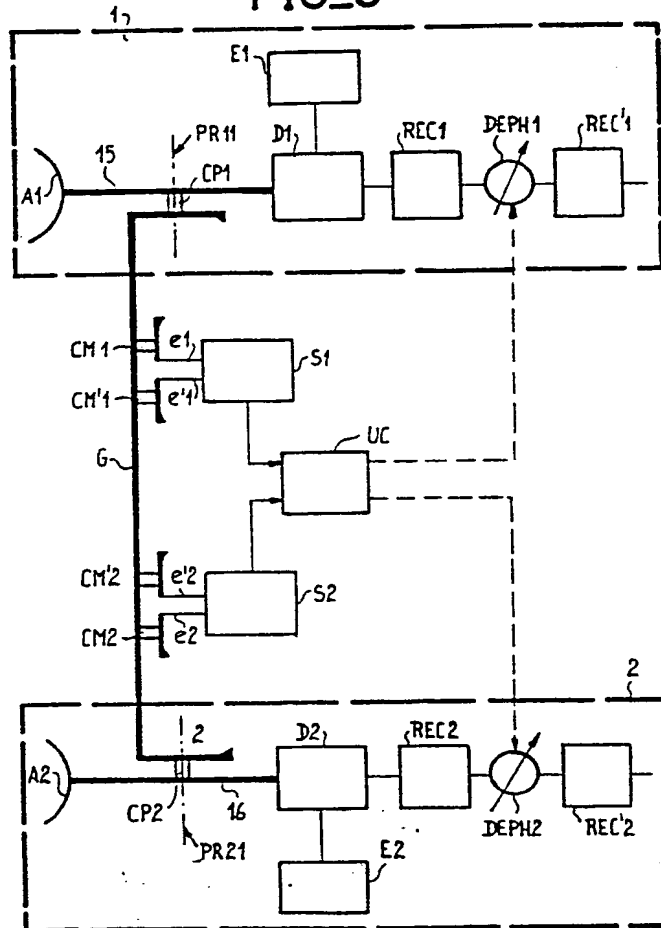 1
E1
PR11
D1
REC1
DEPH1
REC'1
15
CP1
A1
CM1
e1
S1
CM'1
e'1
G
UC
CM'2
e'2
S2
CM2
e2
2
D2
REC2
2
A2
CP2
16
DEPH2
REC'2
PR21
E2